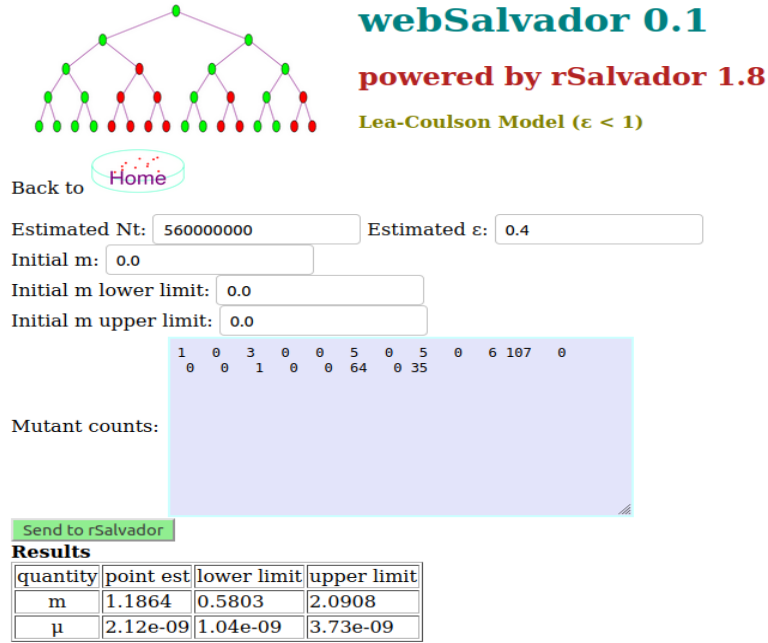 webSalvador 0.1
powered by rSalvador 1.8
Lea-Coulson Model (ε < 1)
Back to Home
Estimated Nt: 560000000 Estimated ε: 0.4
Initial m: 0.0
Initial m lower limit: 0.0
Initial m upper limit: 0.0
Mutant counts:
1 0 3 0 0 5 0 5 0 6 107 0
0 0 1 0 0 64 0 35
Send to rSalvador
Results
quantity point est lower limit upper limit
m 1.1864 0.5803 2.0908
μ 2.12e-09 1.04e-09 3.73e-09